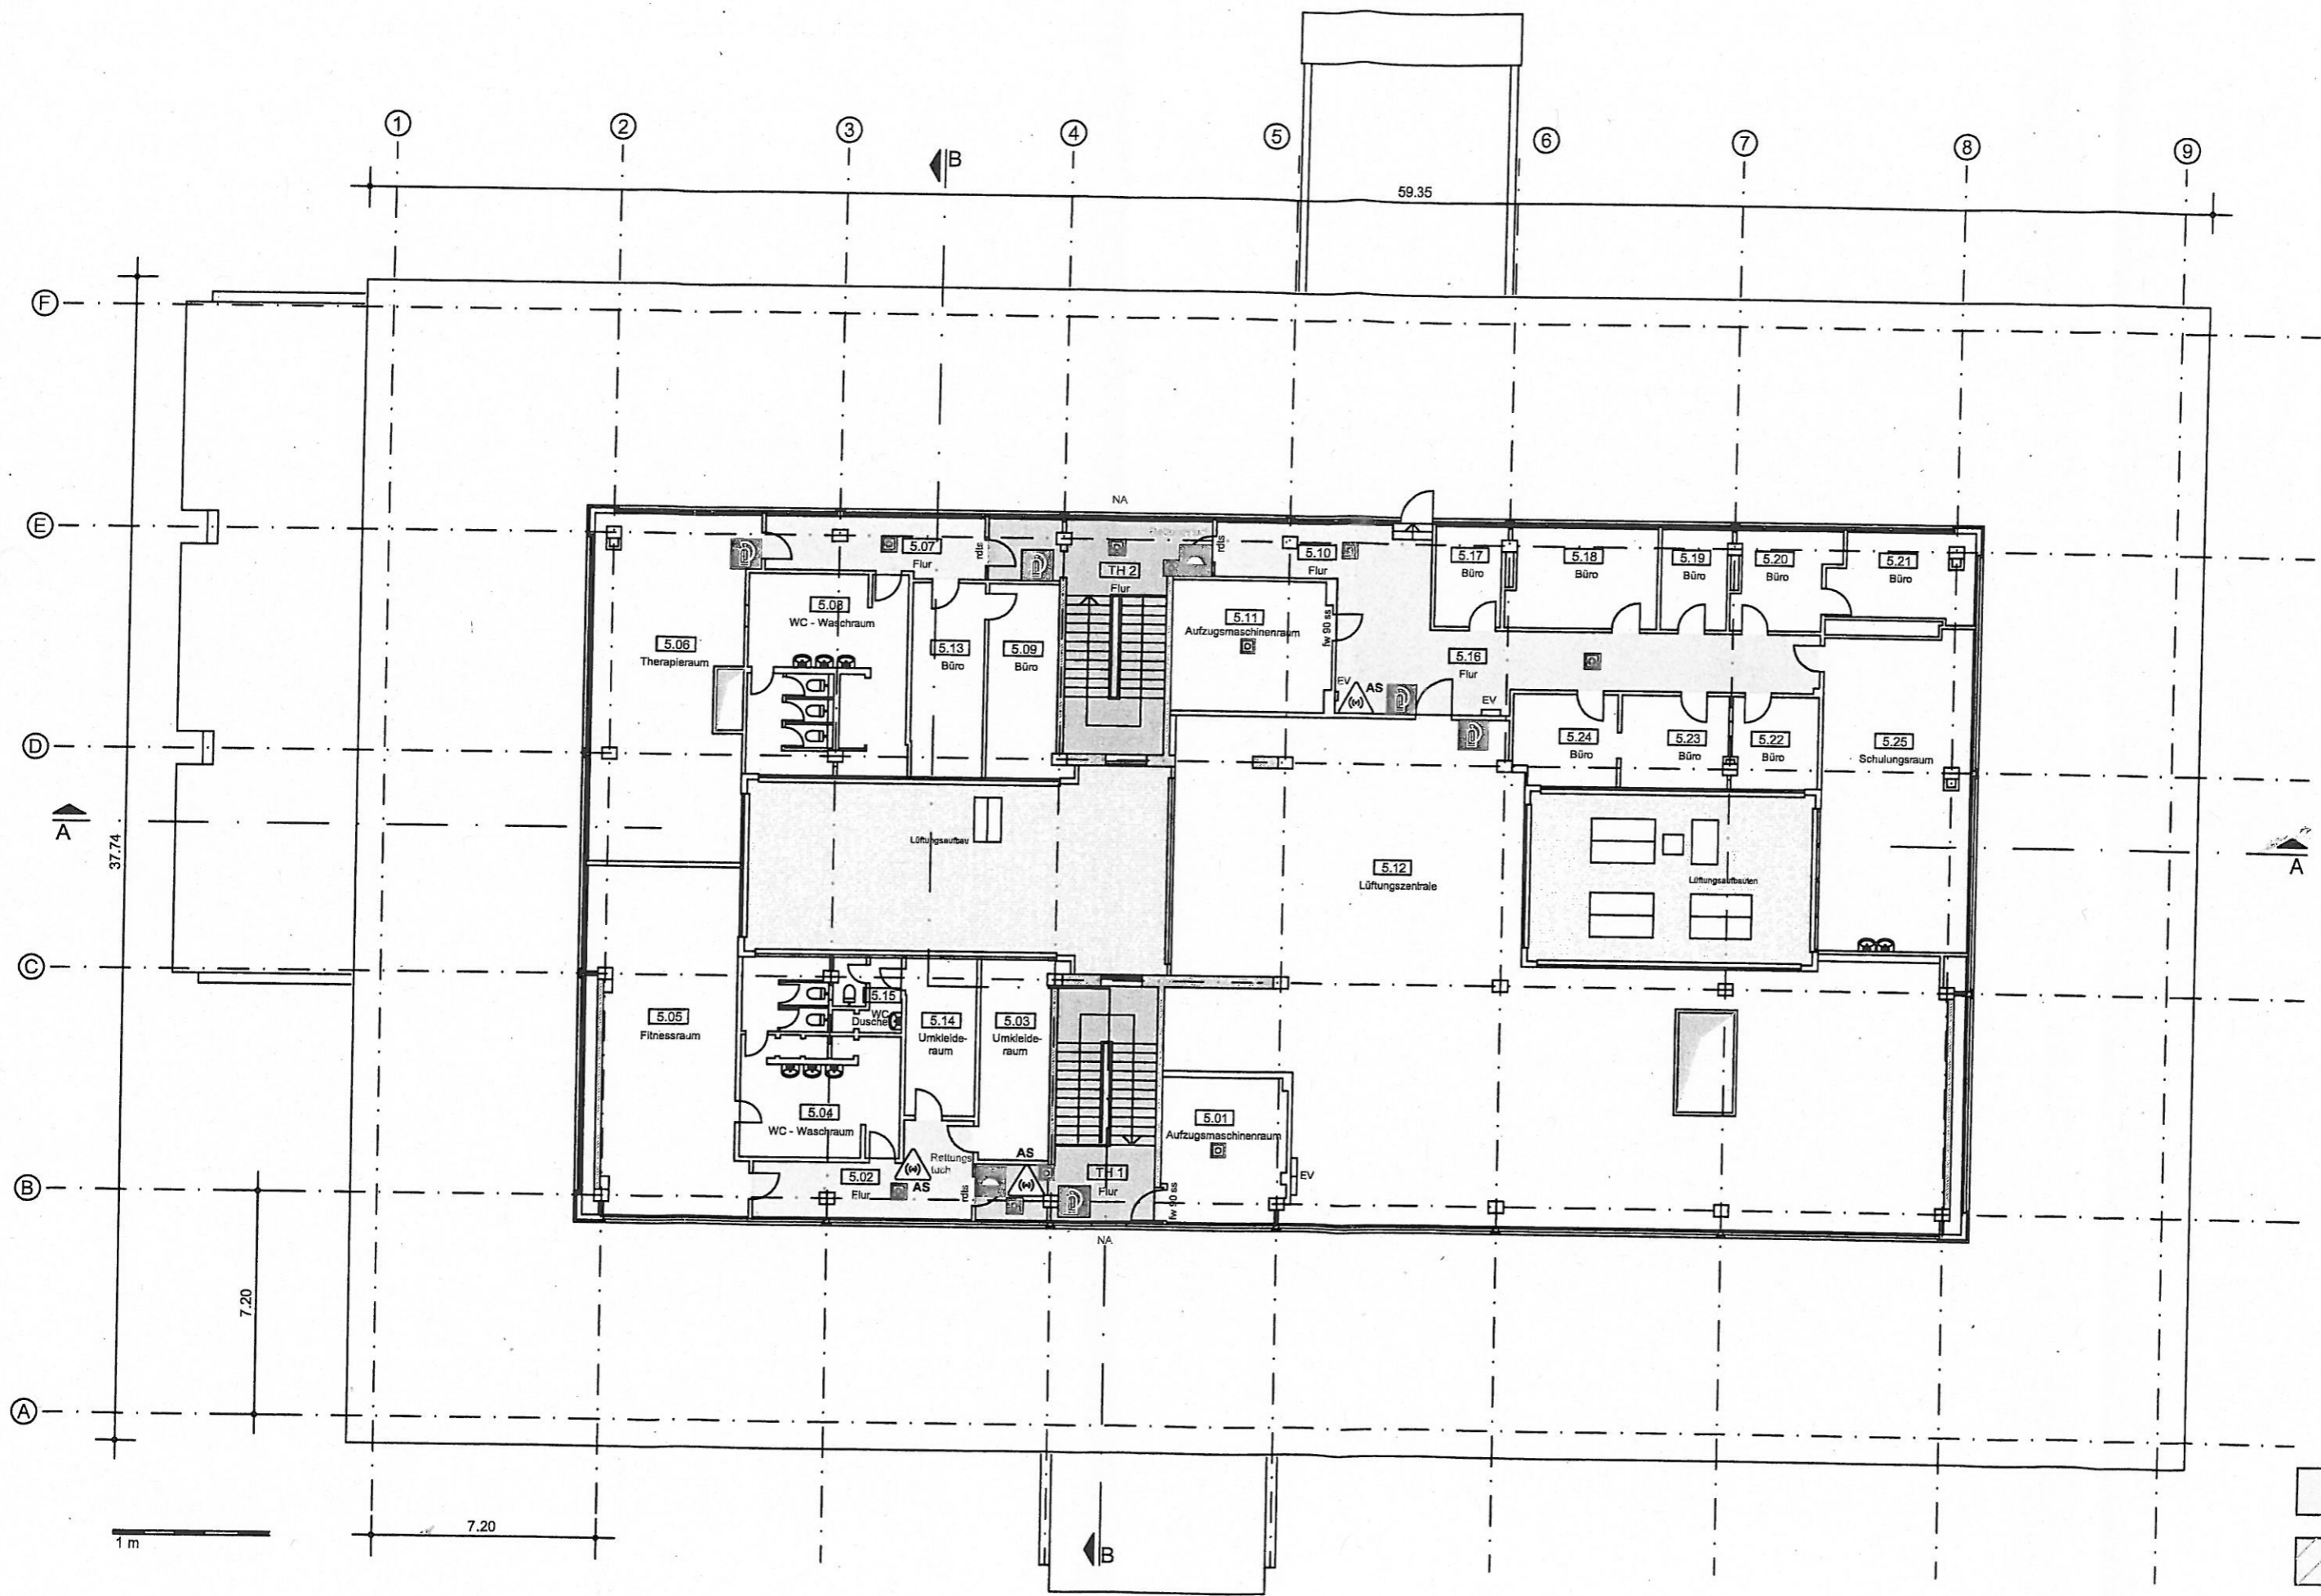 1
2
3
4
5
6
7
8
9
B
59.35
F
E
D
C
B
A
A
A
37.74
7.20
7.20
1 m
B
NA
5.07
Flur
rdts
TH 2
Flur
rdts
5.10
Flur
5.17
Büro
5.18
Büro
5.19
Büro
5.20
Büro
5.21
Büro
5.08
WC - Waschraum
5.06
Therapieraum
5.13
Büro
5.09
Büro
5.11
Aufzugsmaschinenraum
fw 90 ss
5.16
Flur
EV
AS
EV
5.24
Büro
5.23
Büro
5.22
Büro
5.25
Schulungsraum
Lüftungsaufbau
5.12
Lüftungszentrale
Lüftungsaufbauten
5.05
Fitnessraum
5.15
WC
Dusche
5.14
Umkleide-
raum
5.03
Umkleide-
raum
5.04
WC - Waschraum
5.01
Aufzugsmaschinenraum
EV
fw 90 ss
Rettungs
tuch
AS
AS
5.02
Flur
rdts
TH 1
Flur
NA